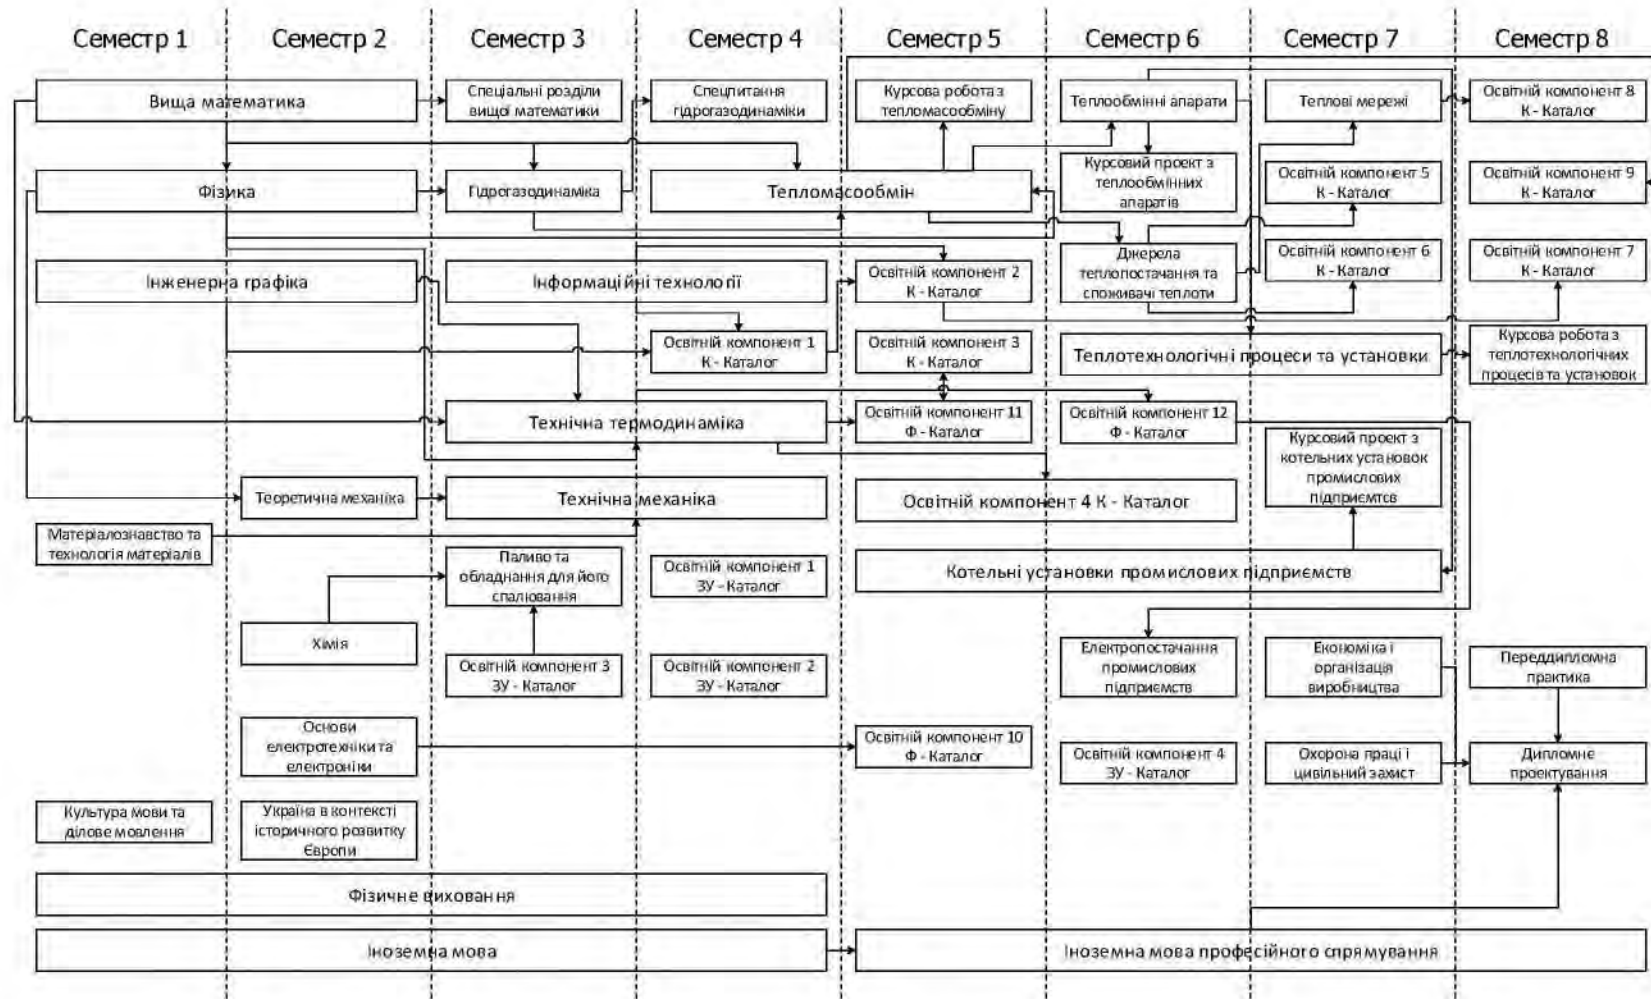 Семестр 1
Семестр 2
Семестр 3
Семестр 4
Семестр 5
Семестр 6
Семестр 7
Семестр 8
Вища математика
Спеціальні розділи
вищої математики
Спецпитання
гідрогазодинаміки
Курсова робота з
тепломасообміну
Теплообмінні апарати
Теплові мережі
Освітній компонент 8
К - Каталог
Фізика
Гідрогазодинаміка
Тепломасообмін
Курсовий проект з
теплообмінних
апаратів
Освітній компонент 5
К - Каталог
Освітній компонент 9
К - Каталог
Інженерна графіка
Інформаційні технології
Освітній компонент 2
К - Каталог
Джерела
теплопостачання та
споживачі теплоти
Освітній компонент 6
К - Каталог
Освітній компонент 7
К - Каталог
Освітній компонент 1
К - Каталог
Освітній компонент 3
К - Каталог
Теплотехнологічні процеси та установки
Курсова робота з
теплотехнологічних
процесів та установок
Технічна термодинаміка
Освітній компонент 11
Ф - Каталог
Освітній компонент 12
Ф - Каталог
Курсовий проект з
котельних установок
промислових
підприємтсв
Теоретична механіка
Технічна механіка
Освітній компонент 4 К - Каталог
Матеріалознавство та
технологія матеріалів
Паливо та
обладнання для його
спалювання
Освітній компонент 1
ЗУ - Каталог
Котельні установки промислових підприємств
Хімія
Освітній компонент 3
ЗУ - Каталог
Освітній компонент 2
ЗУ - Каталог
Електропостачання
промислових
підприємств
Економіка і
організація
виробництва
Переддипломна
практика
Основи
електротехніки та
електроніки
Освітній компонент 10
Ф - Каталог
Освітній компонент 4
ЗУ - Каталог
Охорона праці і
цивільний захист
Дипломне
проектування
Культура мови та
ділове мовлення
Україна в контексті
історичного розвитку
Європи
Фізичне виховання
Іноземна мова
Іноземна мова професійного спрямування